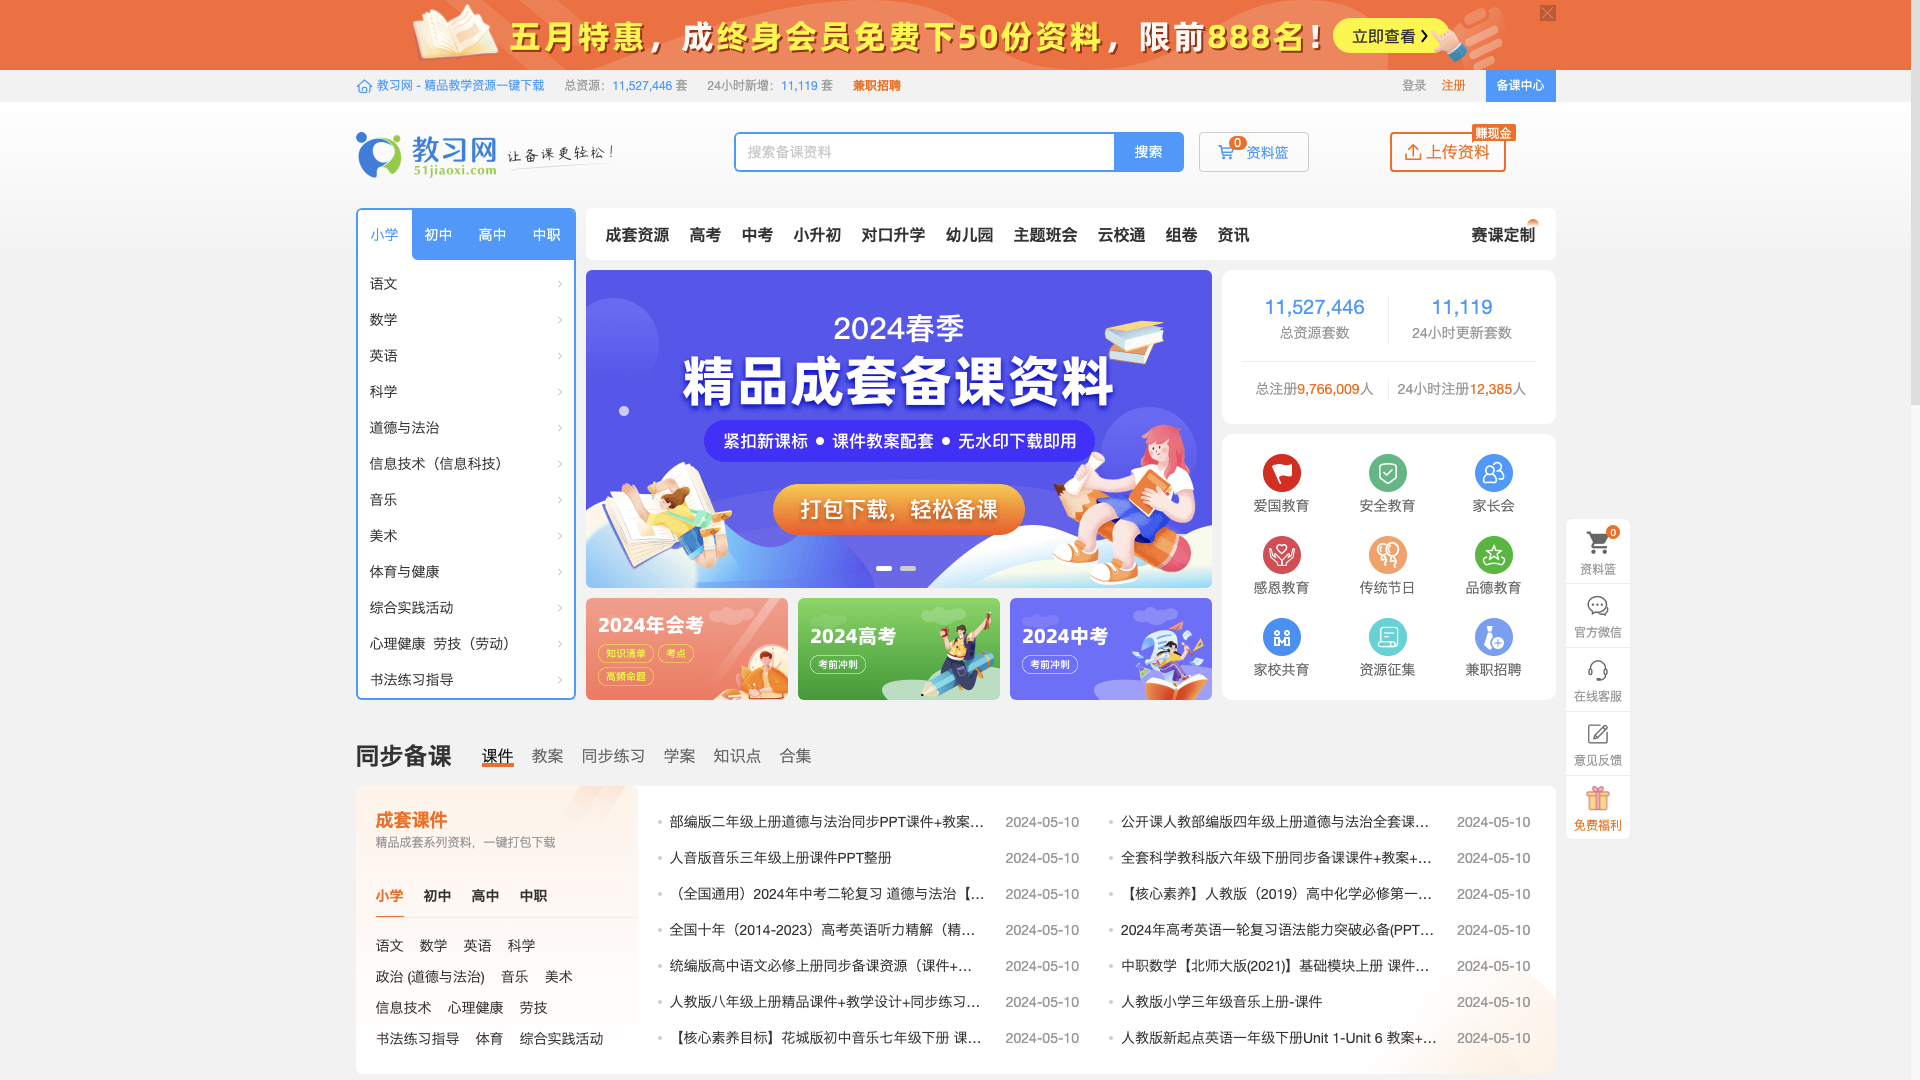 五月特惠，成终身会员免费下50份资料，限前888名！ 立即查看
教习网 - 精品教学资源一键下载 总资源：11,527,446 套 24小时新增：11,119 套 兼职招聘 登录 注册 备课中心
赚现金
教习网 让备课更轻松！ 搜索备课资料 搜索 0 资料篮 上传资料
51jiaoxi.com
小学 初中 高中 中职
语文
数学
英语
科学
道德与法治
信息技术（信息科技）
音乐
美术
体育与健康
综合实践活动
心理健康 劳技（劳动）
书法练习指导
成套资源 高考 中考 小升初 对口升学 幼儿园 主题班会 云校通 组卷 资讯 赛课定制
2024春季
精品成套备课资料
紧扣新课标 ● 课件教案配套 ● 无水印下载即用
打包下载，轻松备课
2024年会考
知识清单 考点
高频命题
2024高考
考前冲刺
2024中考
考前冲刺
11,527,446 11,119
总资源套数 24小时更新套数
总注册9,766,009人 24小时注册12,385人
爱国教育 安全教育 家长会
感恩教育 传统节日 品德教育
家校共育 资源征集 兼职招聘
0
资料篮
官方微信
在线客服
意见反馈
免费福利
同步备课 课件 教案 同步练习 学案 知识点 合集
成套课件
精品成套系列资料，一键打包下载
小学 初中 高中 中职
语文 数学 英语 科学
政治 (道德与法治) 音乐 美术
信息技术 心理健康 劳技
书法练习指导 体育 综合实践活动
部编版二年级上册道德与法治同步PPT课件+教案... 2024-05-10
人音版音乐三年级上册课件PPT整册 2024-05-10
（全国通用）2024年中考二轮复习 道德与法治【... 2024-05-10
全国十年（2014-2023）高考英语听力精解（精... 2024-05-10
统编版高中语文必修上册同步备课资源（课件+... 2024-05-10
人教版八年级上册精品课件+教学设计+同步练习... 2024-05-10
【核心素养目标】花城版初中音乐七年级下册 课... 2024-05-10
公开课人教部编版四年级上册道德与法治全套课... 2024-05-10
全套科学教科版六年级下册同步备课课件+教案+... 2024-05-10
【核心素养】人教版（2019）高中化学必修第一... 2024-05-10
2024年高考英语一轮复习语法能力突破必备(PPT... 2024-05-10
中职数学【北师大版(2021)】基础模块上册 课件... 2024-05-10
人教版小学三年级音乐上册-课件 2024-05-10
人教版新起点英语一年级下册Unit 1-Unit 6 教案+... 2024-05-10